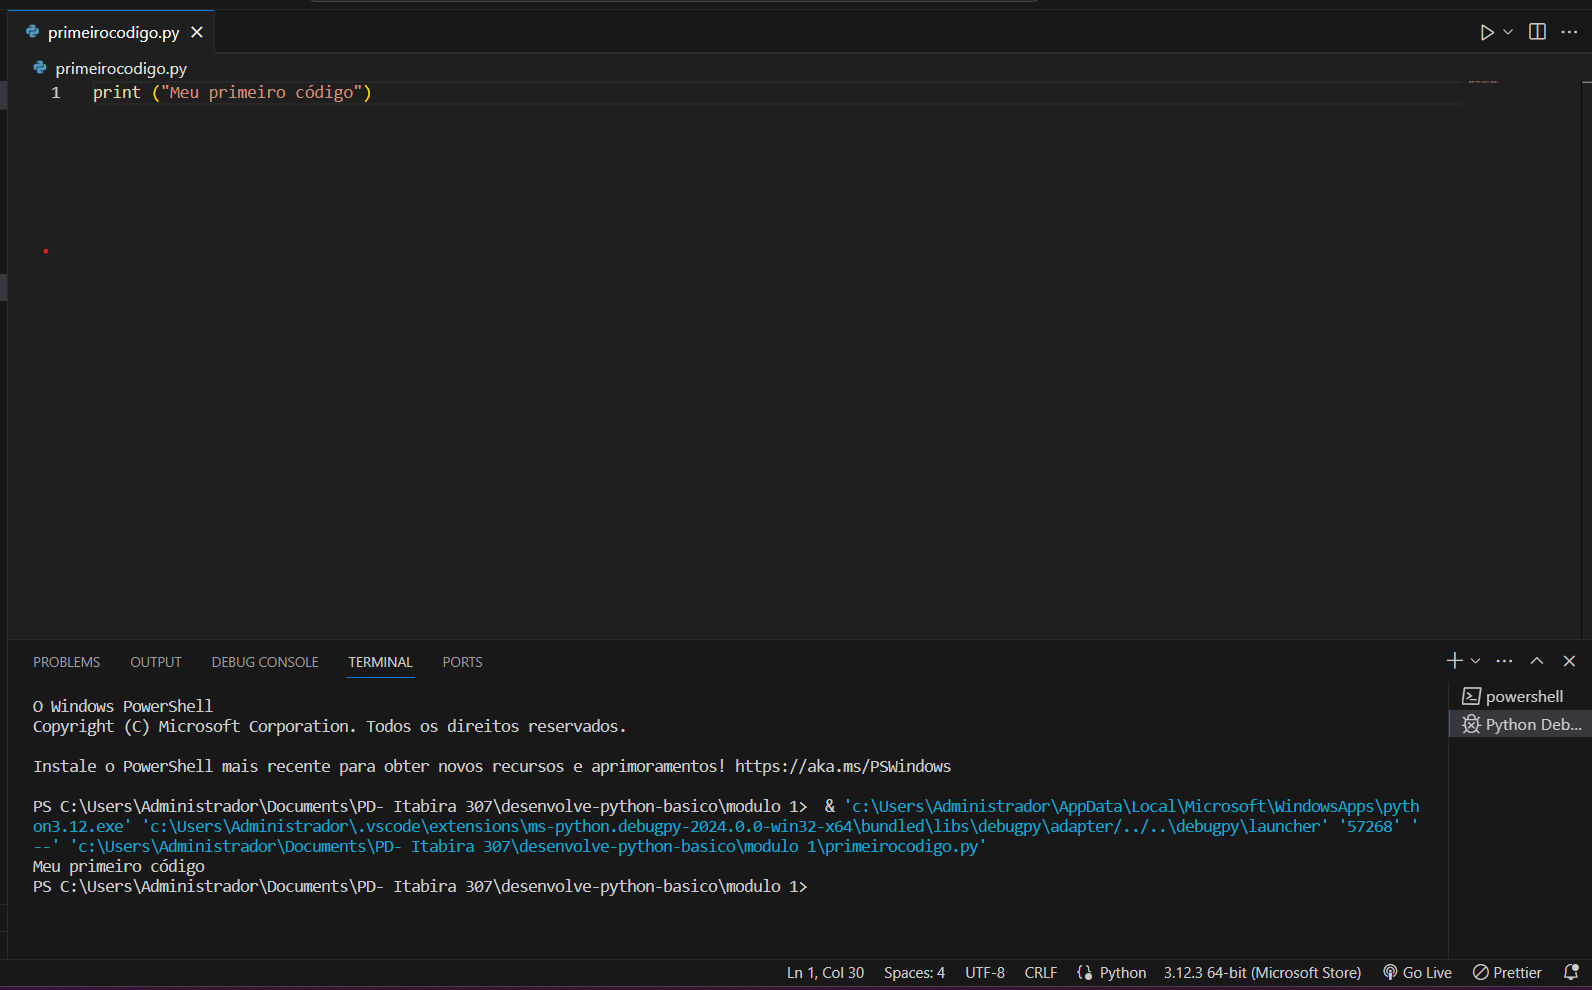 primeirocodigo.py
primeirocodigo.py
1 print ("Meu primeiro código")
PROBLEMS OUTPUT DEBUG CONSOLE TERMINAL PORTS
powershell
Python Deb...
O Windows PowerShell
Copyright (C) Microsoft Corporation. Todos os direitos reservados.
Instale o PowerShell mais recente para obter novos recursos e aprimoramentos! https://aka.ms/PSWindows
PS C:\Users\Administrador\Documents\PD- Itabira 307\desenvolve-python-basico\modulo 1>  & 'c:\Users\Administrador\AppData\Local\Microsoft\WindowsApps\pyth
on3.12.exe' 'c:\Users\Administrador\.vscode\extensions\ms-python.debugpy-2024.0.0-win32-x64\bundled\libs\debugpy\adapter/../..\debugpy\launcher' '57268' '
--' 'c:\Users\Administrador\Documents\PD- Itabira 307\desenvolve-python-basico\modulo 1\primeirocodigo.py'
Meu primeiro código
PS C:\Users\Administrador\Documents\PD- Itabira 307\desenvolve-python-basico\modulo 1>
Ln 1, Col 30 Spaces: 4 UTF-8 CRLF Python 3.12.3 64-bit (Microsoft Store) Go Live Prettier